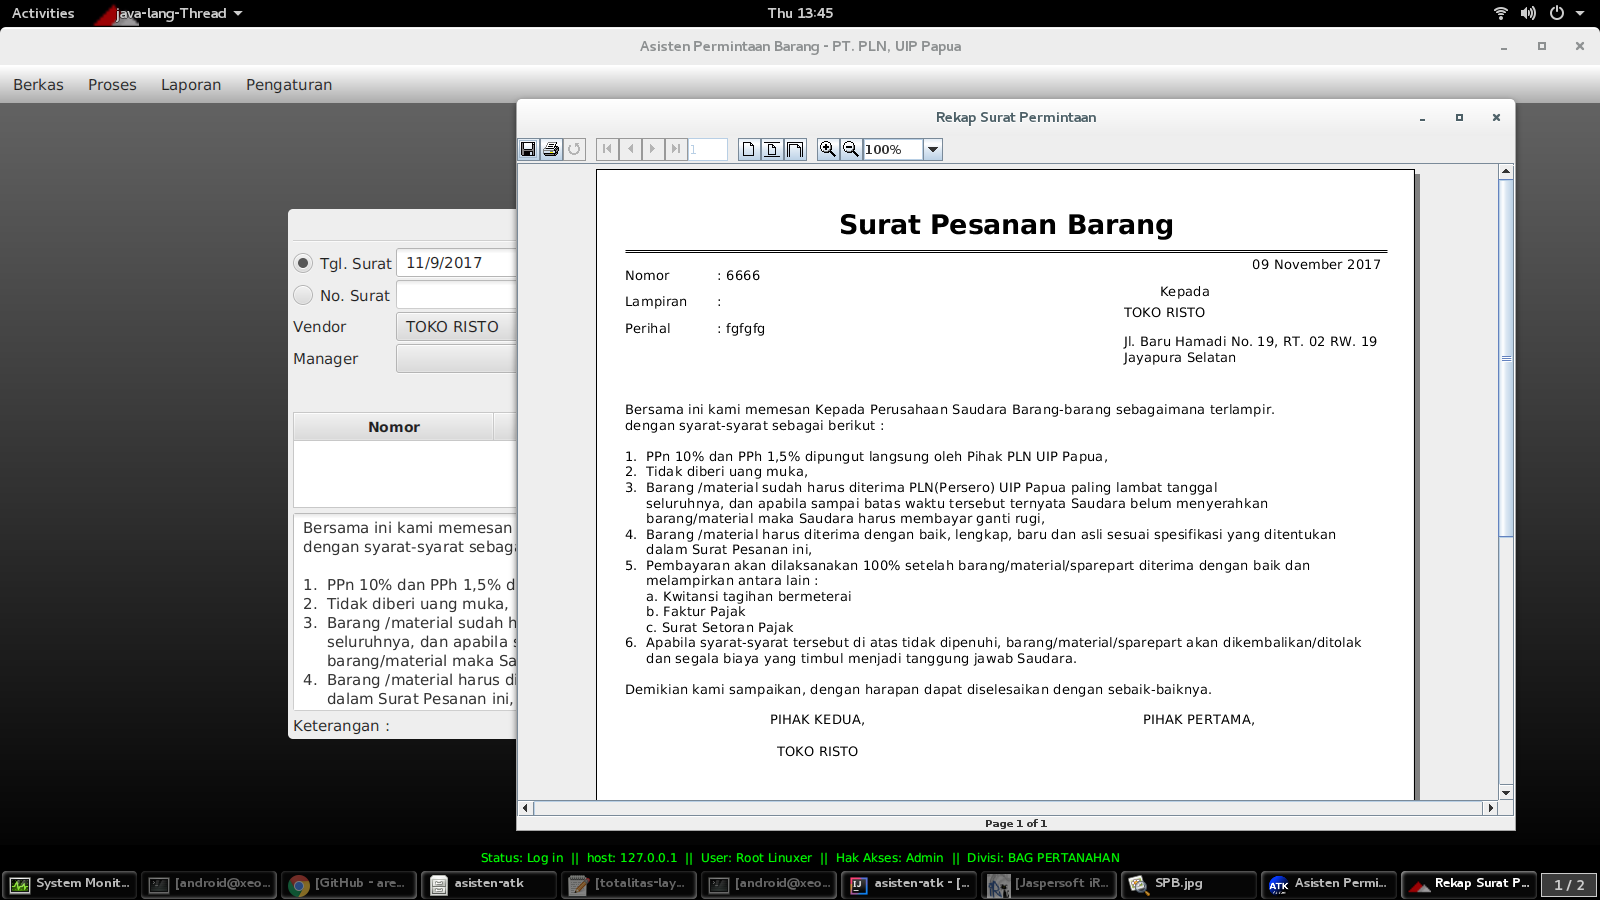 Activities
java-lang-Thread
Thu 13:45
Asisten Permintaan Barang - PT. PLN, UIP Papua
Berkas Proses Laporan Pengaturan
Rekap Surat Permintaan
1
100%
Tgl. Surat 11/9/2017
No. Surat
Vendor TOKO RISTO
Manager
Nomor
Bersama ini kami memesan
dengan syarat-syarat sebaga
1. PPn 10% dan PPh 1,5% d
2. Tidak diberi uang muka,
3. Barang /material sudah h
seluruhnya, dan apabila s
barang/material maka Sa
4. Barang /material harus di
dalam Surat Pesanan ini,
Keterangan :
Surat Pesanan Barang
09 November 2017
Nomor : 6666
Lampiran :
Perihal : fgfgfg
Kepada
TOKO RISTO
Jl. Baru Hamadi No. 19, RT. 02 RW. 19
Jayapura Selatan
Bersama ini kami memesan Kepada Perusahaan Saudara Barang-barang sebagaimana terlampir.
dengan syarat-syarat sebagai berikut :
1. PPn 10% dan PPh 1,5% dipungut langsung oleh Pihak PLN UIP Papua,
2. Tidak diberi uang muka,
3. Barang /material sudah harus diterima PLN(Persero) UIP Papua paling lambat tanggal
seluruhnya, dan apabila sampai batas waktu tersebut ternyata Saudara belum menyerahkan
barang/material maka Saudara harus membayar ganti rugi,
4. Barang /material harus diterima dengan baik, lengkap, baru dan asli sesuai spesifikasi yang ditentukan
dalam Surat Pesanan ini,
5. Pembayaran akan dilaksanakan 100% setelah barang/material/sparepart diterima dengan baik dan
melampirkan antara lain :
a. Kwitansi tagihan bermeterai
b. Faktur Pajak
c. Surat Setoran Pajak
6. Apabila syarat-syarat tersebut di atas tidak dipenuhi, barang/material/sparepart akan dikembalikan/ditolak
dan segala biaya yang timbul menjadi tanggung jawab Saudara.
Demikian kami sampaikan, dengan harapan dapat diselesaikan dengan sebaik-baiknya.
PIHAK KEDUA, PIHAK PERTAMA,
TOKO RISTO
Page 1 of 1
Status: Log in || host: 127.0.0.1 || User: Root Linuxer || Hak Akses: Admin || Divisi: BAG PERTANAHAN
System Monit... [android@xeo... [GitHub - are... asisten-atk [totalitas-lay... [android@xeo... asisten-atk - [... [Jaspersoft iR... SPB.jpg ATK Asisten Permi... Rekap Surat P... 1 / 2